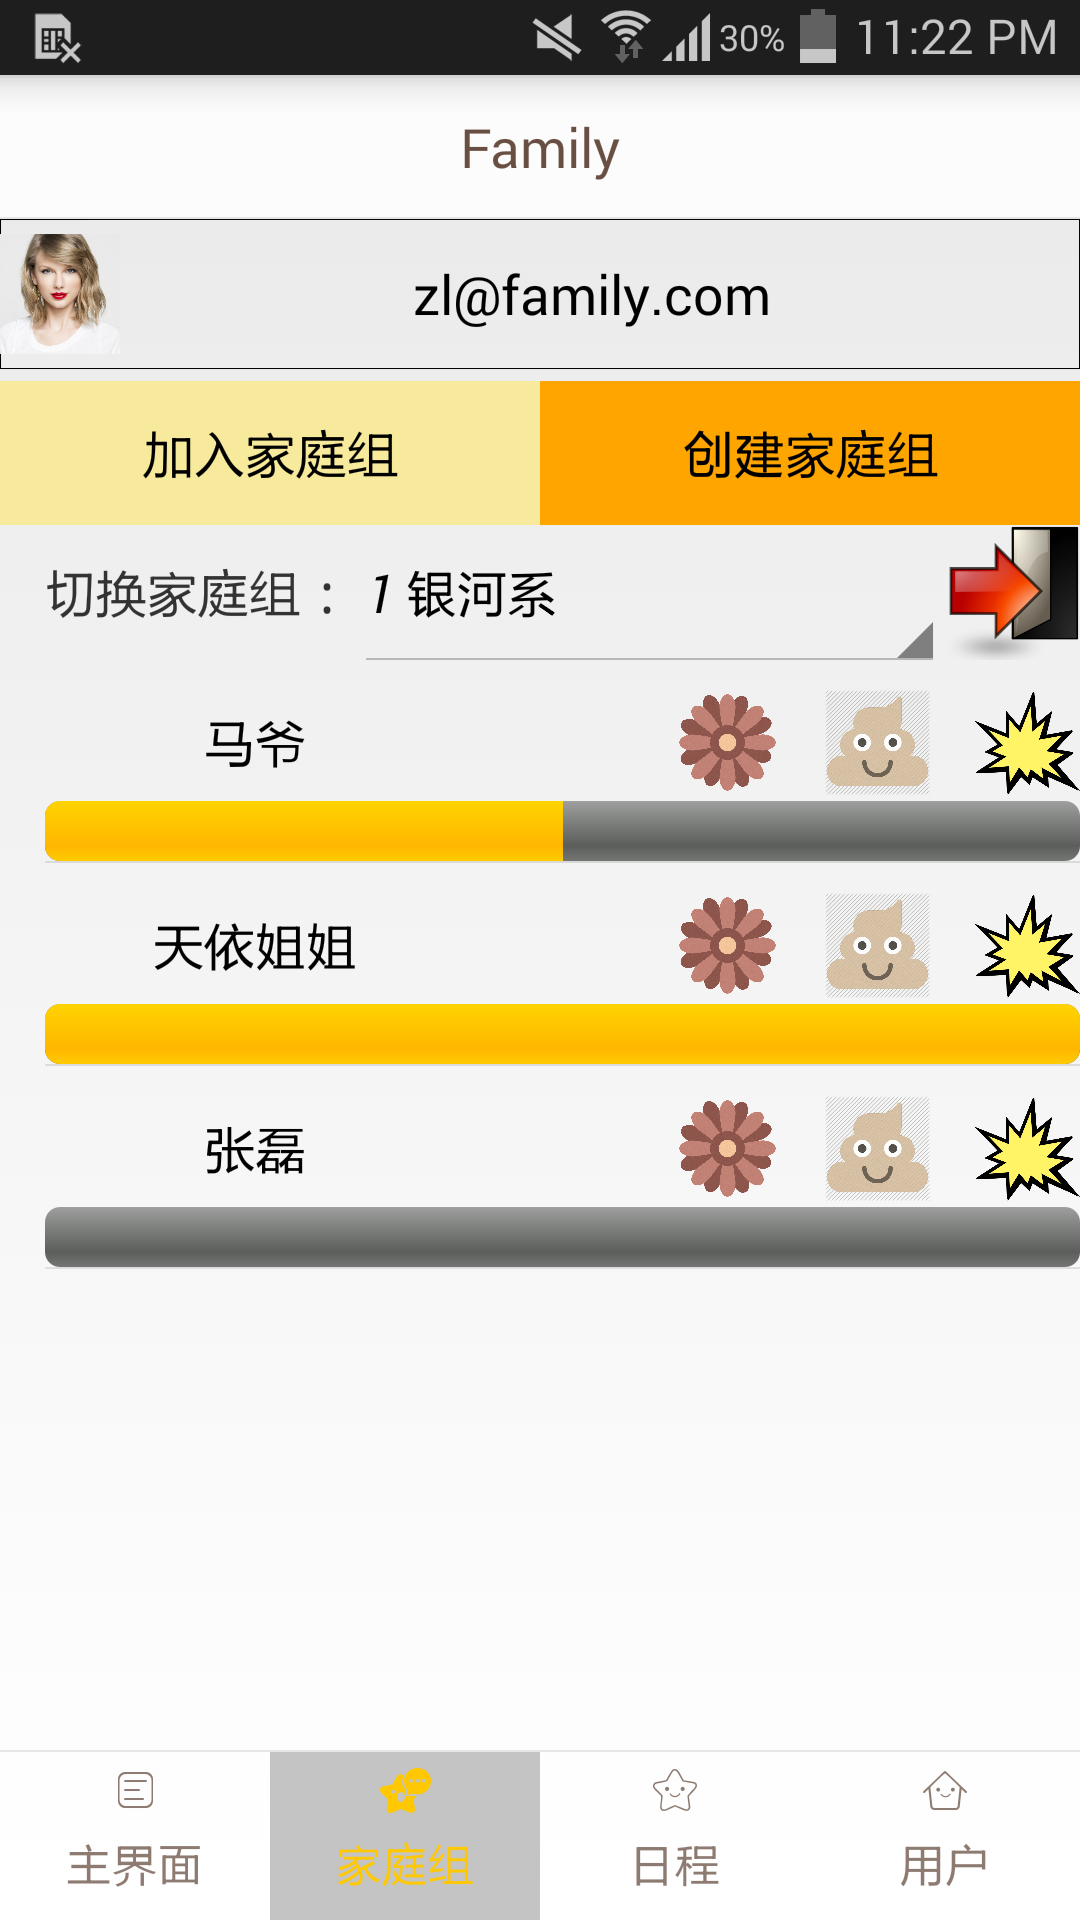 30% 11:22 PM
Family
zl@family.com
加入家庭组 创建家庭组
切换家庭组 : 1 银河系
马爷
天依姐姐
张磊
主界面 家庭组 日程 用户